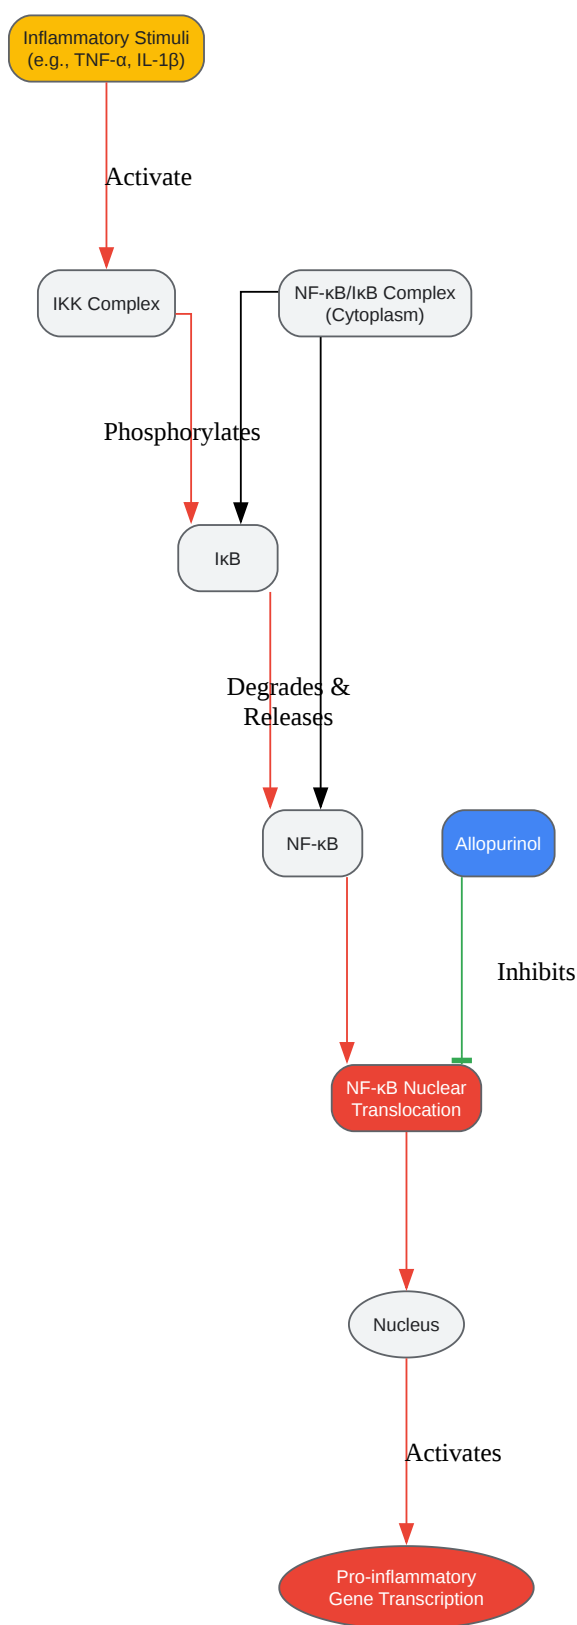 Inflammatory Stimuli
(e.g., TNF-α, IL-1β)
Activate
IKK Complex
NF-κB/IκB Complex
(Cytoplasm)
Phosphorylates
IκB
Degrades &
Releases
NF-κB
Allopurinol
Inhibits
NF-κB Nuclear
Translocation
Nucleus
Activates
Pro-inflammatory
Gene Transcription